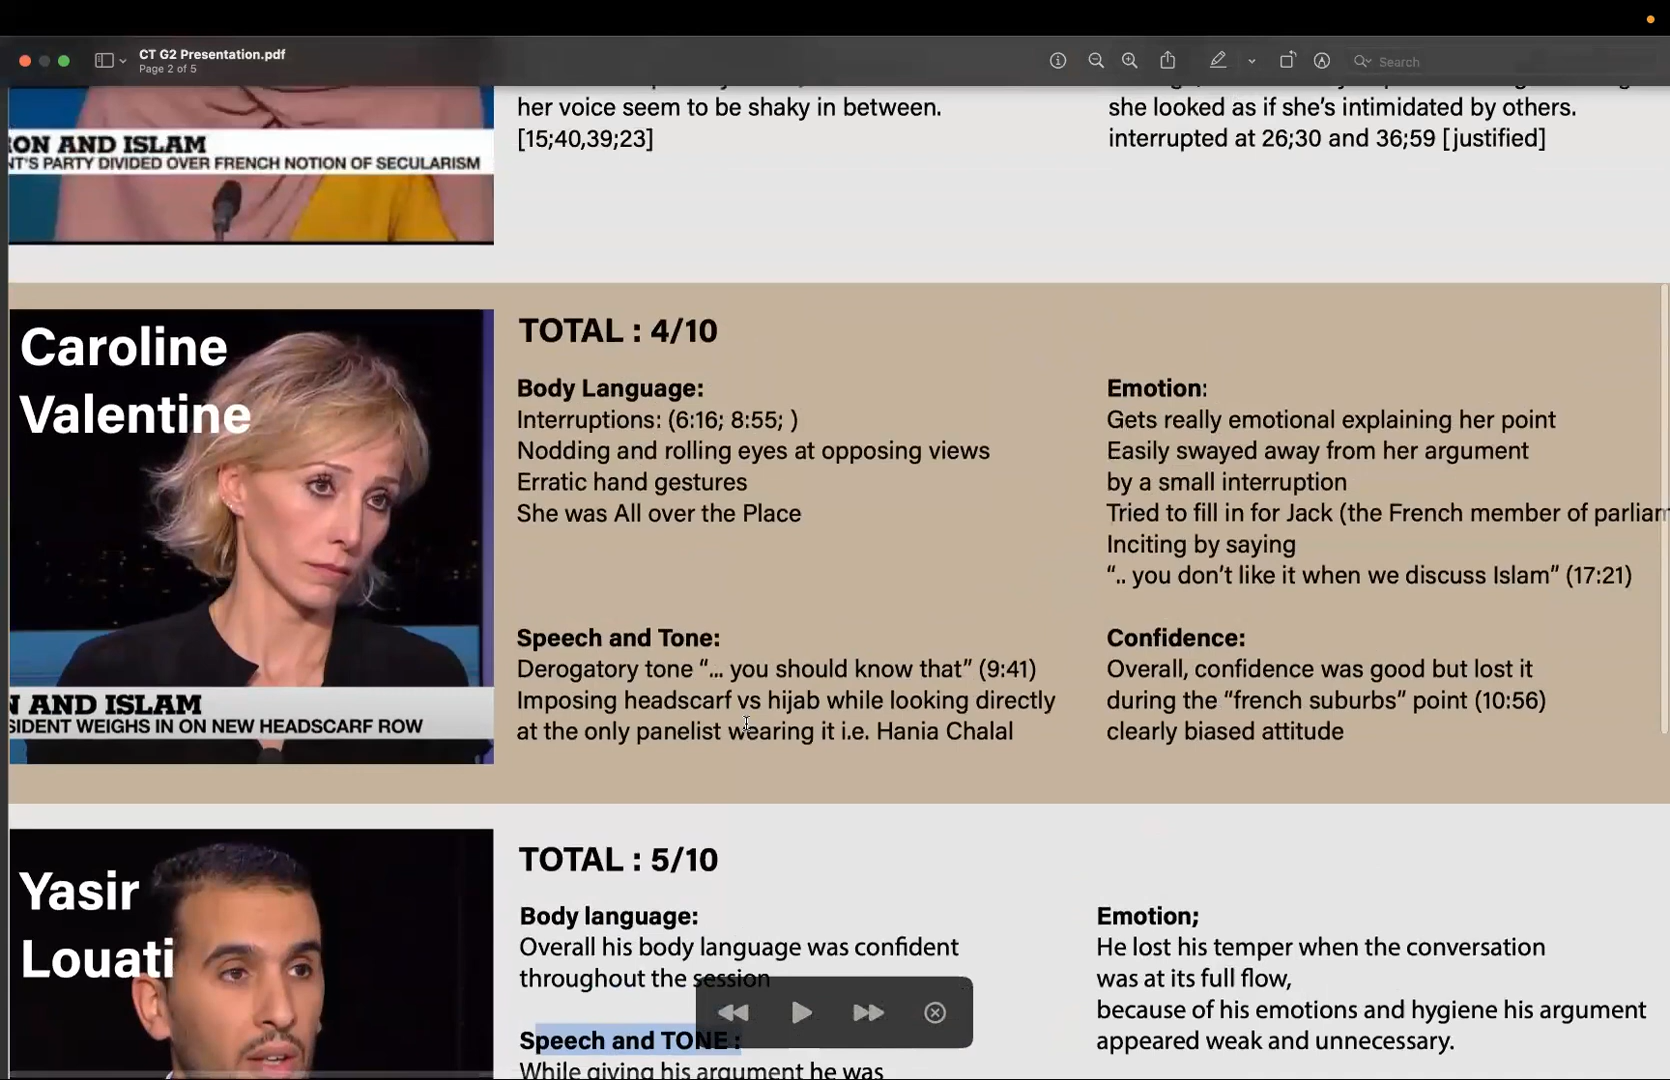 CT G2 Presentation.pdf
Page 2 of 5
Search
her voice seem to be shaky in between.
[15;40,39;23]
she looked as if she's intimidated by others.
interrupted at 26;30 and 36;59 [justified]
RON AND ISLAM
NT'S PARTY DIVIDED OVER FRENCH NOTION OF SECULARISM
Caroline
Valentine
N AND ISLAM
SIDENT WEIGHS IN ON NEW HEADSCARF ROW
TOTAL : 4/10
Body Language:
Interruptions: (6:16; 8:55; )
Nodding and rolling eyes at opposing views
Erratic hand gestures
She was All over the Place
Emotion:
Gets really emotional explaining her point
Easily swayed away from her argument
by a small interruption
Tried to fill in for Jack (the French member of parliam
Inciting by saying
“.. you don’t like it when we discuss Islam” (17:21)
Speech and Tone:
Derogatory tone “... you should know that” (9:41)
Imposing headscarf vs hijab while looking directly
at the only panelist wearing it i.e. Hania Chalal
Confidence:
Overall, confidence was good but lost it
during the “french suburbs” point (10:56)
clearly biased attitude
Yasir
Louati
TOTAL : 5/10
Body language:
Overall his body language was confident
throughout the session
Speech and TONE :
While giving his argument he was
Emotion;
He lost his temper when the conversation
was at its full flow,
because of his emotions and hygiene his argument
appeared weak and unnecessary.